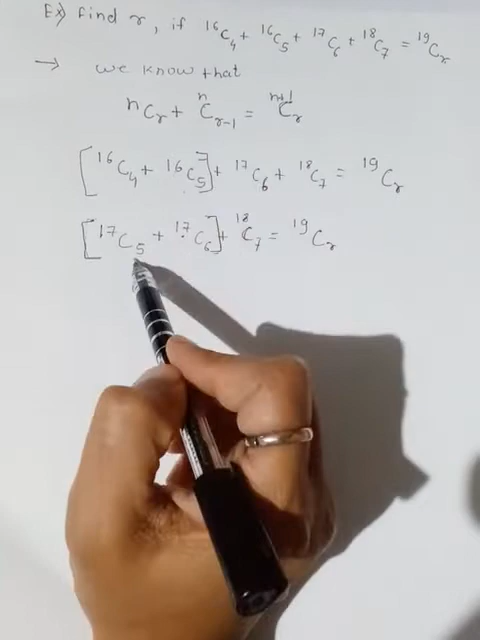 Ex) Find r, if ¹⁶C₄ + ¹⁶C₅ + ¹⁷C₆ + ¹⁸C₇ = ¹⁹Cᵣ
→ we know that
ⁿCᵣ + ⁿCᵣ₋₁ = ⁿ⁺¹Cᵣ
[¹⁶C₄ + ¹⁶C₅] + ¹⁷C₆ + ¹⁸C₇ = ¹⁹Cᵣ
[¹⁷C₅ + ¹⁷C₆] + ¹⁸C₇ = ¹⁹Cᵣ